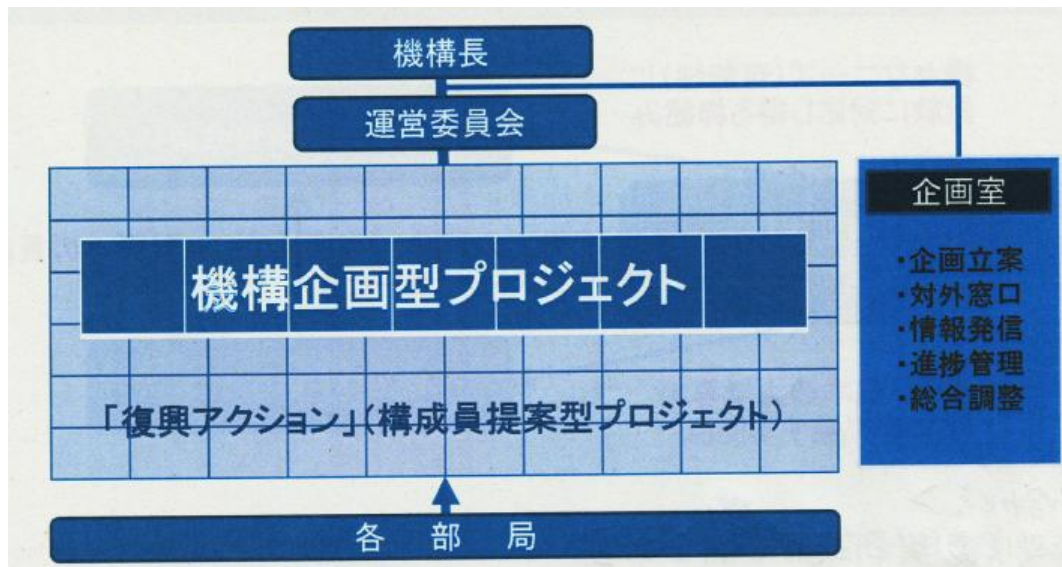 機構長
運営委員会
企画室
・企画立案
・対外窓口
・情報発信
・進捗管理
・総合調整
機構企画型プロジェクト
「復興アクション」(構成員提案型プロジェクト)
各部局